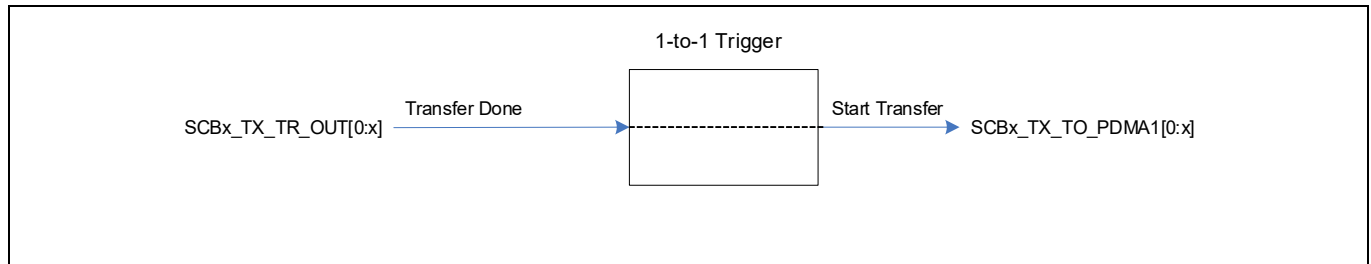 1-to-1 Trigger
Transfer Done
Start Transfer
SCBx_TX_TR_OUT[0:x]
SCBx_TX_TO_PDMA1[0:x]